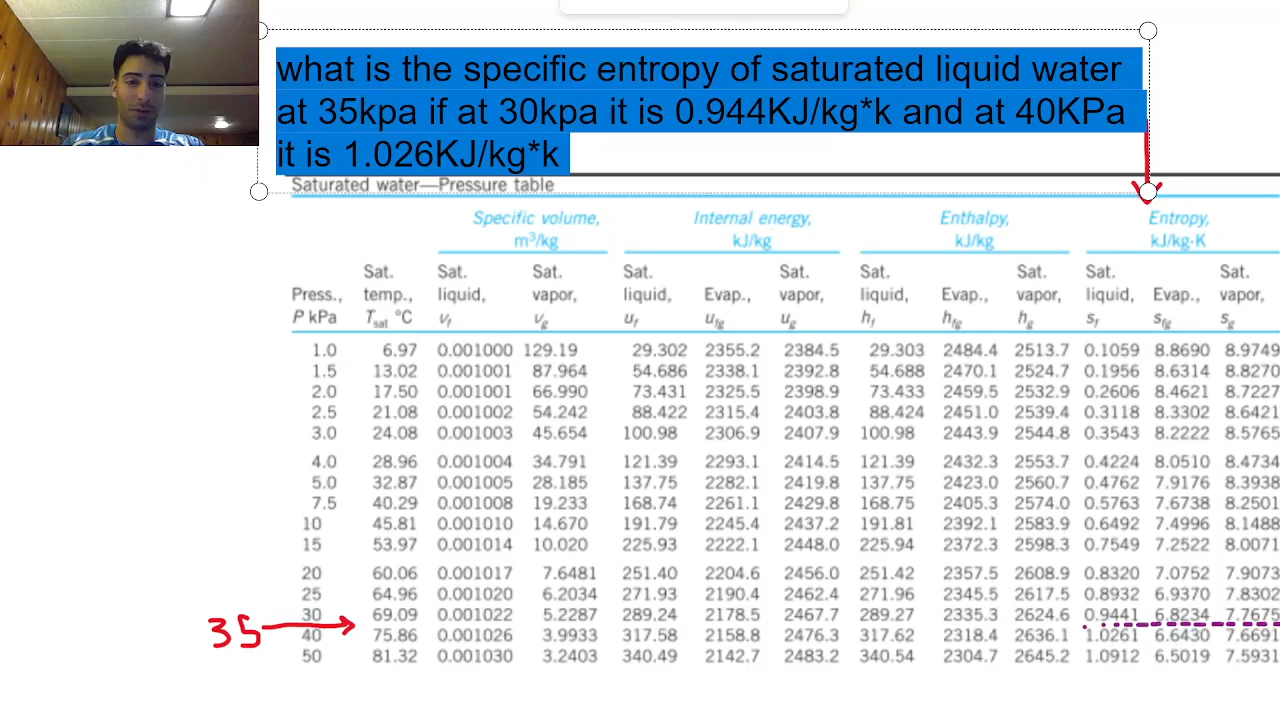 what is the specific entropy of saturated liquid water
at 35kpa if at 30kpa it is 0.944KJ/kg*k and at 40KPa
it is 1.026KJ/kg*k
Saturated water—Pressure table
Specific volume, Internal energy, Enthalpy, Entropy,
m³/kg kJ/kg kJ/kg kJ/kg·K
Sat. Sat. Sat. Sat. Sat. Sat. Sat. Sat. Sat.
Press., temp., liquid, vapor, liquid, Evap., vapor, liquid, Evap., vapor, liquid, Evap., vapor,
P kPa Tsat °C vf vg uf ufg ug hf hfg hg sf sfg sg
1.0 6.97 0.001000 129.19 29.302 2355.2 2384.5 29.303 2484.4 2513.7 0.1059 8.8690 8.9749
1.5 13.02 0.001001 87.964 54.686 2338.1 2392.8 54.688 2470.1 2524.7 0.1956 8.6314 8.8270
2.0 17.50 0.001001 66.990 73.431 2325.5 2398.9 73.433 2459.5 2532.9 0.2606 8.4621 8.7227
2.5 21.08 0.001002 54.242 88.422 2315.4 2403.8 88.424 2451.0 2539.4 0.3118 8.3302 8.6421
3.0 24.08 0.001003 45.654 100.98 2306.9 2407.9 100.98 2443.9 2544.8 0.3543 8.2222 8.5765
4.0 28.96 0.001004 34.791 121.39 2293.1 2414.5 121.39 2432.3 2553.7 0.4224 8.0510 8.4734
5.0 32.87 0.001005 28.185 137.75 2282.1 2419.8 137.75 2423.0 2560.7 0.4762 7.9176 8.3938
7.5 40.29 0.001008 19.233 168.74 2261.1 2429.8 168.75 2405.3 2574.0 0.5763 7.6738 8.2501
10 45.81 0.001010 14.670 191.79 2245.4 2437.2 191.81 2392.1 2583.9 0.6492 7.4996 8.1488
15 53.97 0.001014 10.020 225.93 2222.1 2448.0 225.94 2372.3 2598.3 0.7549 7.2522 8.0071
20 60.06 0.001017 7.6481 251.40 2204.6 2456.0 251.42 2357.5 2608.9 0.8320 7.0752 7.9073
25 64.96 0.001020 6.2034 271.93 2190.4 2462.4 271.96 2345.5 2617.5 0.8932 6.9370 7.8302
30 69.09 0.001022 5.2287 289.24 2178.5 2467.7 289.27 2335.3 2624.6 0.9441 6.8234 7.7675
35
40 75.86 0.001026 3.9933 317.58 2158.8 2476.3 317.62 2318.4 2636.1 1.0261 6.6430 7.6691
50 81.32 0.001030 3.2403 340.49 2142.7 2483.2 340.54 2304.7 2645.2 1.0912 6.5019 7.5931